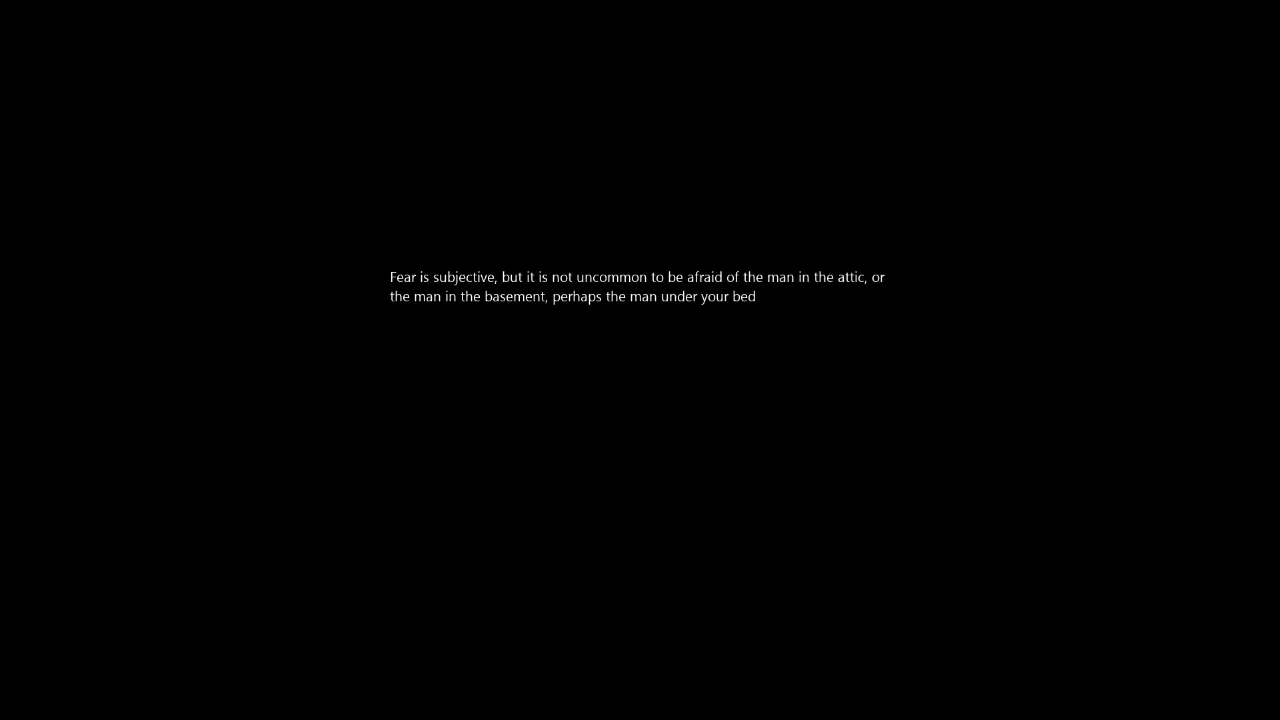 Fear is subjective, but it is not uncommon to be afraid of the man in the attic, or
the man in the basement, perhaps the man under your bed